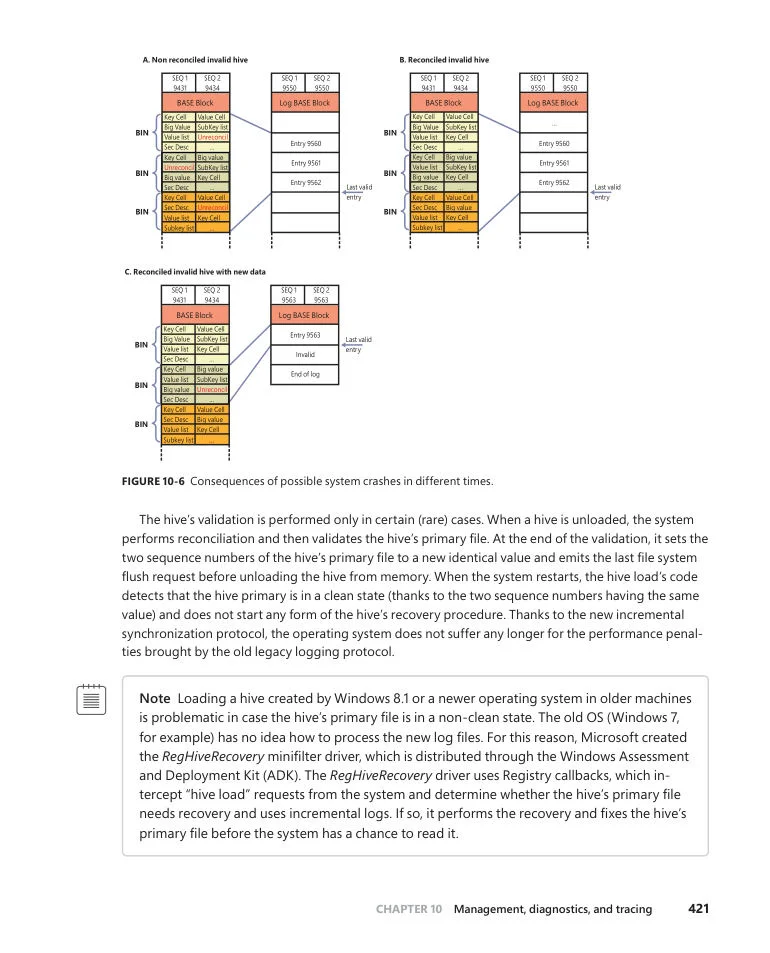 A. Non reconciled invalid hive
SEQ 1 SEQ 2
9431 9434
BASE Block
BIN
Key Cell Value Cell
Big Value SubKey list
Value list Unreconcil
Sec Desc ...
BIN
Key Cell Big value
Unreconcil SubKey list
Big value Key Cell
Sec Desc ...
BIN
Key Cell Value Cell
Sec Desc Unreconcil
Value list Key Cell
Subkey list ...
SEQ 1 SEQ 2
9550 9550
Log BASE Block
Entry 9560
Entry 9561
Entry 9562
Last valid
entry
B. Reconciled invalid hive
SEQ 1 SEQ 2
9431 9434
BASE Block
BIN
Key Cell Value Cell
Big Value SubKey list
Value list Key Cell
Sec Desc ...
BIN
Key Cell Big value
Value list SubKey list
Big value Key Cell
Sec Desc ...
BIN
Key Cell Value Cell
Sec Desc Big value
Value list Key Cell
Subkey list ...
SEQ 1 SEQ 2
9550 9550
Log BASE Block
...
Entry 9560
Entry 9561
Entry 9562
Last valid
entry
C. Reconciled invalid hive with new data
SEQ 1 SEQ 2
9431 9434
BASE Block
BIN
Key Cell Value Cell
Big Value SubKey list
Value list Key Cell
Sec Desc ...
BIN
Key Cell Big value
Value list SubKey list
Big value Unreconcil
Sec Desc ...
BIN
Key Cell Value Cell
Sec Desc Big value
Value list Key Cell
Subkey list ...
SEQ 1 SEQ 2
9563 9563
Log BASE Block
Entry 9563
Invalid
End of log
Last valid
entry
FIGURE 10-6 Consequences of possible system crashes in different times.
The hive's validation is performed only in certain (rare) cases. When a hive is unloaded, the system
performs reconciliation and then validates the hive's primary file. At the end of the validation, it sets the
two sequence numbers of the hive's primary file to a new identical value and emits the last file system
flush request before unloading the hive from memory. When the system restarts, the hive load's code
detects that the hive primary is in a clean state (thanks to the two sequence numbers having the same
value) and does not start any form of the hive's recovery procedure. Thanks to the new incremental
synchronization protocol, the operating system does not suffer any longer for the performance penal-
ties brought by the old legacy logging protocol.
Note Loading a hive created by Windows 8.1 or a newer operating system in older machines
is problematic in case the hive's primary file is in a non-clean state. The old OS (Windows 7,
for example) has no idea how to process the new log files. For this reason, Microsoft created
the RegHiveRecovery minifilter driver, which is distributed through the Windows Assessment
and Deployment Kit (ADK). The RegHiveRecovery driver uses Registry callbacks, which in-
tercept “hive load” requests from the system and determine whether the hive's primary file
needs recovery and uses incremental logs. If so, it performs the recovery and fixes the hive's
primary file before the system has a chance to read it.
CHAPTER 10 Management, diagnostics, and tracing 421